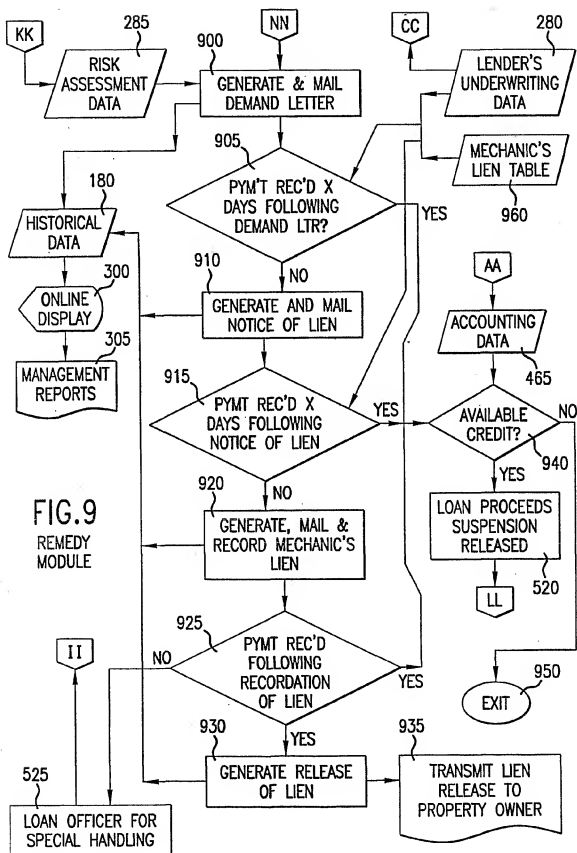 KK
285
RISK
ASSESSMENT
DATA
900
NN
GENERATE & MAIL
DEMAND LETTER
CC
280
LENDER'S
UNDERWRITING
DATA
MECHANIC'S
LIEN TABLE
960
905
PYM'T REC'D X
DAYS FOLLOWING
DEMAND LTR?
YES
NO
180
HISTORICAL
DATA
300
ONLINE
DISPLAY
305
MANAGEMENT
REPORTS
910
GENERATE AND MAIL
NOTICE OF LIEN
AA
ACCOUNTING
DATA
465
915
PYMT REC'D X
DAYS FOLLOWING
NOTICE OF LIEN
YES
NO
AVAILABLE
CREDIT?
NO
940
YES
FIG.9
REMEDY
MODULE
920
GENERATE, MAIL &
RECORD MECHANIC'S
LIEN
LOAN PROCEEDS
SUSPENSION
RELEASED
520
LL
925
PYMT REC'D
FOLLOWING
RECORDATION
OF LIEN
NO
YES
YES
II
EXIT
950
930
GENERATE RELEASE
OF LIEN
935
TRANSMIT LIEN
RELEASE TO
PROPERTY OWNER
525
LOAN OFFICER FOR
SPECIAL HANDLING